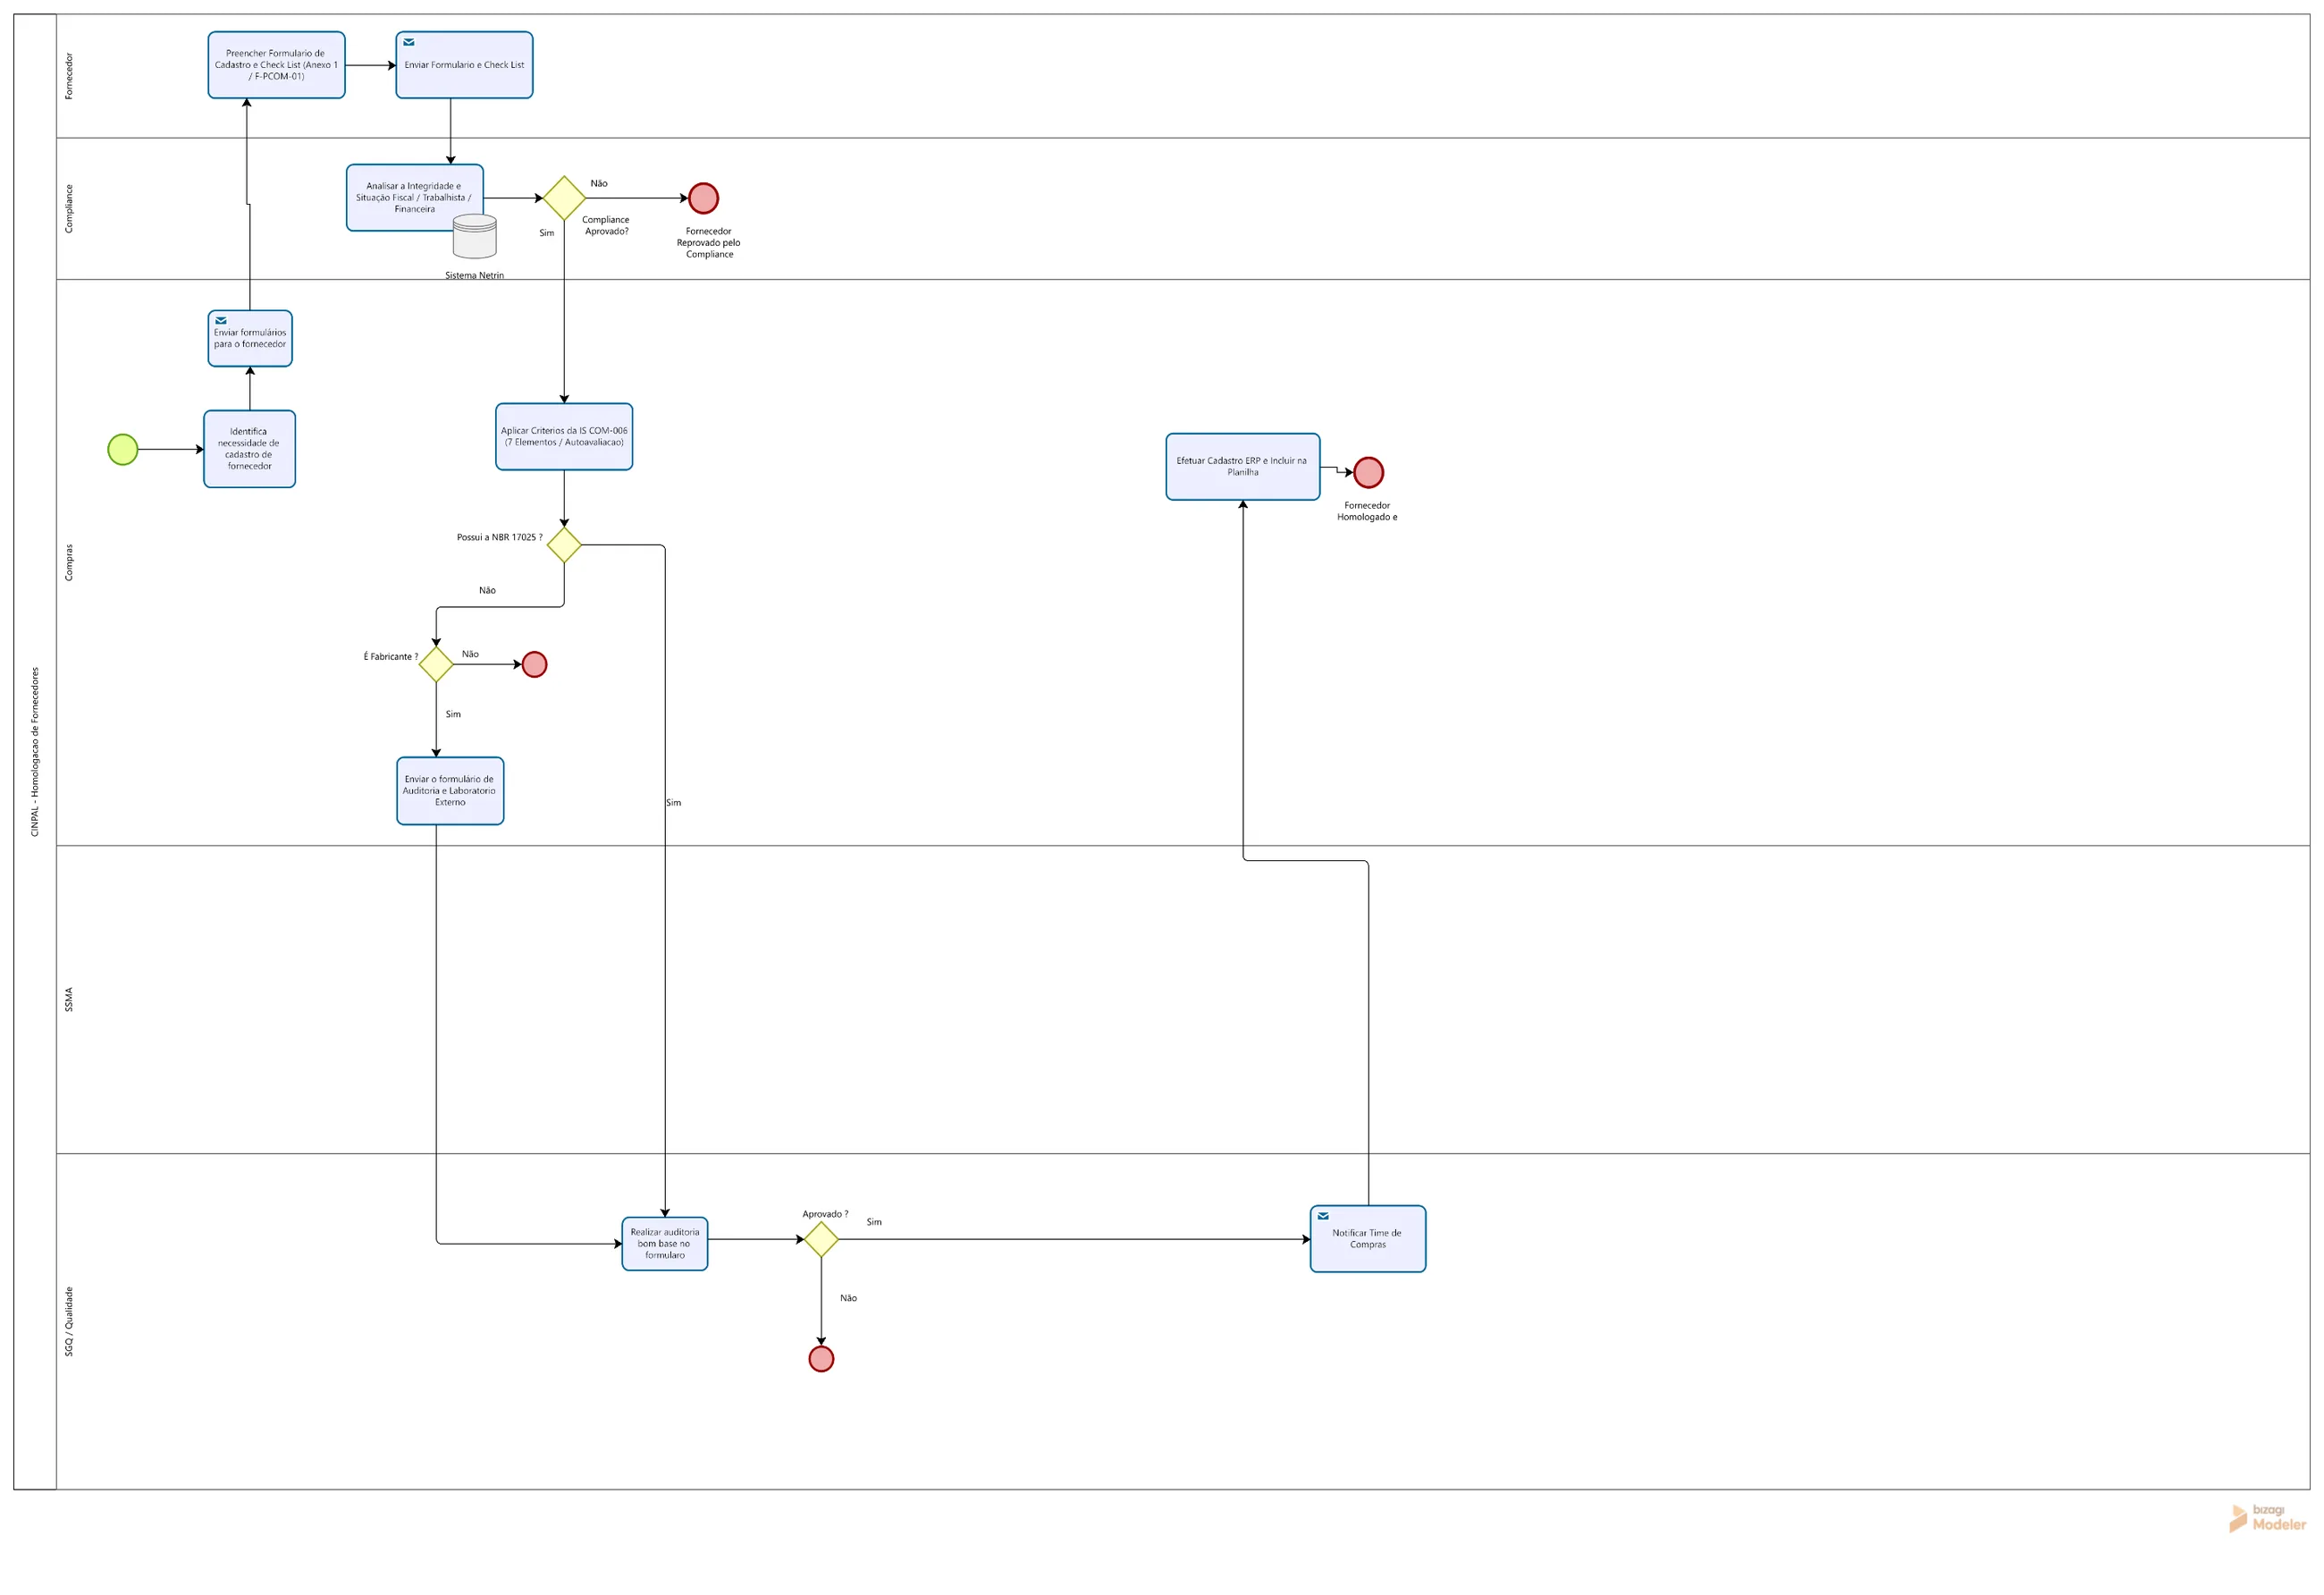 CINPAL - Homologacao de Fornecedores
Fornecedor
Preencher Formulario de
Cadastro e Check List (Anexo 1
/ F-PCOM-01)
Enviar Formulario e Check List
Compliance
Analisar a Integridade e
Situação Fiscal / Trabalhista /
Financeira
Sistema Netrin
Não
Compliance
Aprovado?
Sim
Fornecedor
Reprovado pelo
Compliance
Compras
Enviar formulários
para o fornecedor
Identifica
necessidade de
cadastro de
fornecedor
Aplicar Criterios da IS COM-006
(7 Elementos / Autoavaliacao)
Efetuar Cadastro ERP e Incluir na
Planilha
Fornecedor
Homologado e
Possui a NBR 17025 ?
Não
É Fabricante ?
Não
Sim
Enviar o formulário de
Auditoria e Laboratorio
Externo
Sim
SSMA
SGQ / Qualidade
Realizar auditoria
bom base no
formularo
Aprovado ?
Sim
Não
Notificar Time de
Compras
bizagi
Modeler